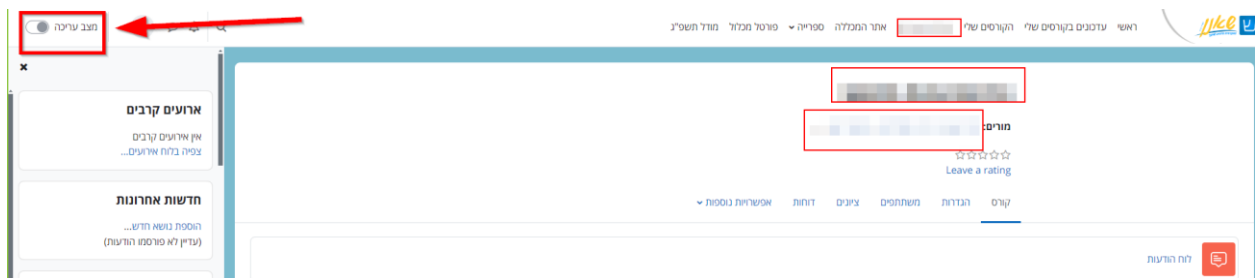 שאנן
ראשי עדכונים בקורסים שלי הקורסים שלי אתר המכללה ספרייה פורטל מכלול מודל תשפ"ג
מצב עריכה
מורים:
Leave a rating
קורס הגדרות משתתפים ציונים דוחות אפשרויות נוספות
לוח הודעות
ארועים קרבים
אין אירועים קרבים
צפיה בלוח אירועים...
חדשות אחרונות
הוספת נושא חדש...
(עדיין לא פורסמו הודעות)